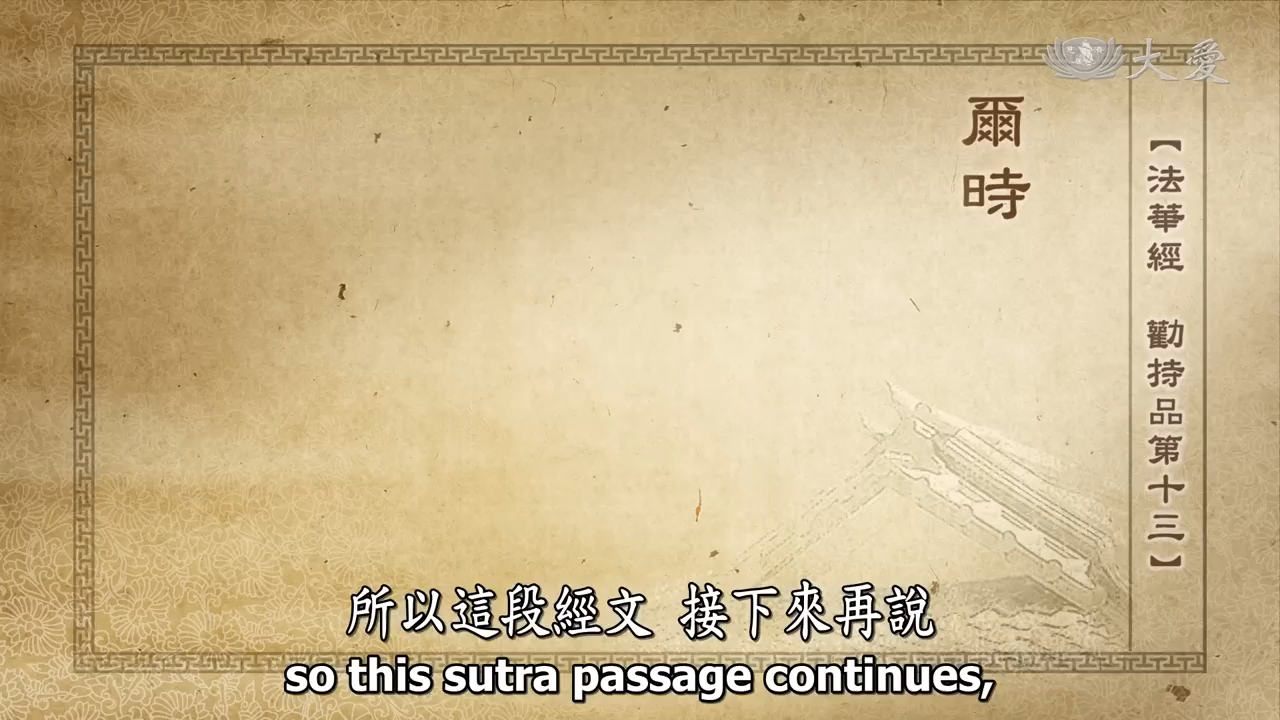 大愛
【法華經 勸持品第十三】
爾時
所以這段經文 接下來再說
so this sutra passage continues,